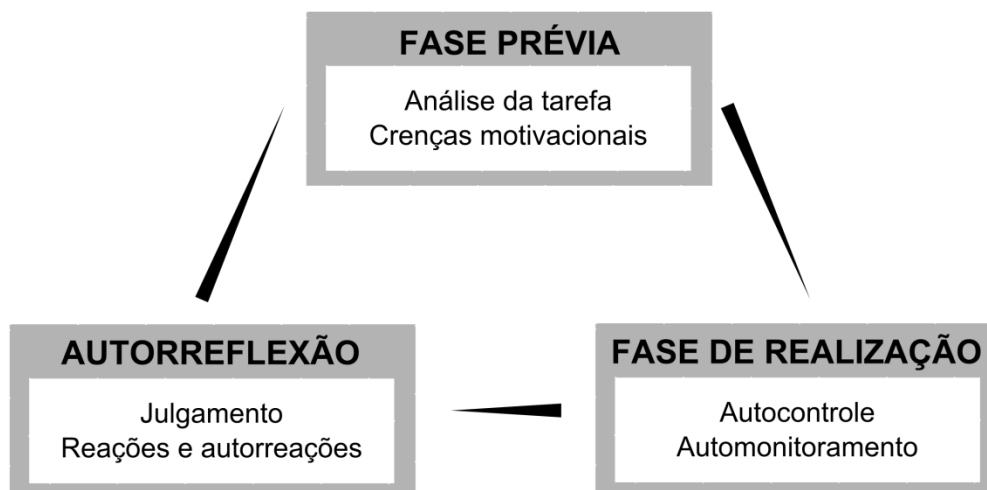 FASE PRÉVIA
Análise da tarefa
Crenças motivacionais
AUTORREFLEXÃO
Julgamento
Reações e autorreações
FASE DE REALIZAÇÃO
Autocontrole
Automonitoramento